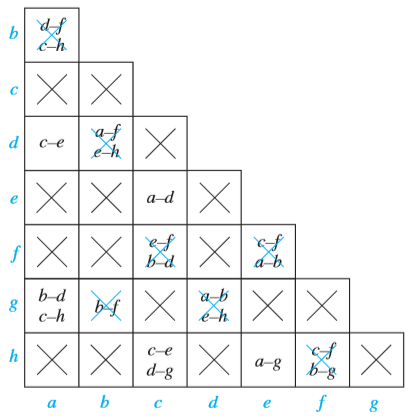 b d–f
c–h
c
d c–e a–f
e–h
e a–d
f e–f
b–d c–f
a–b
g b–d
c–h b–f a–b
e–h
h c–e
d–g a–g c–f
b–g
a b c d e f g